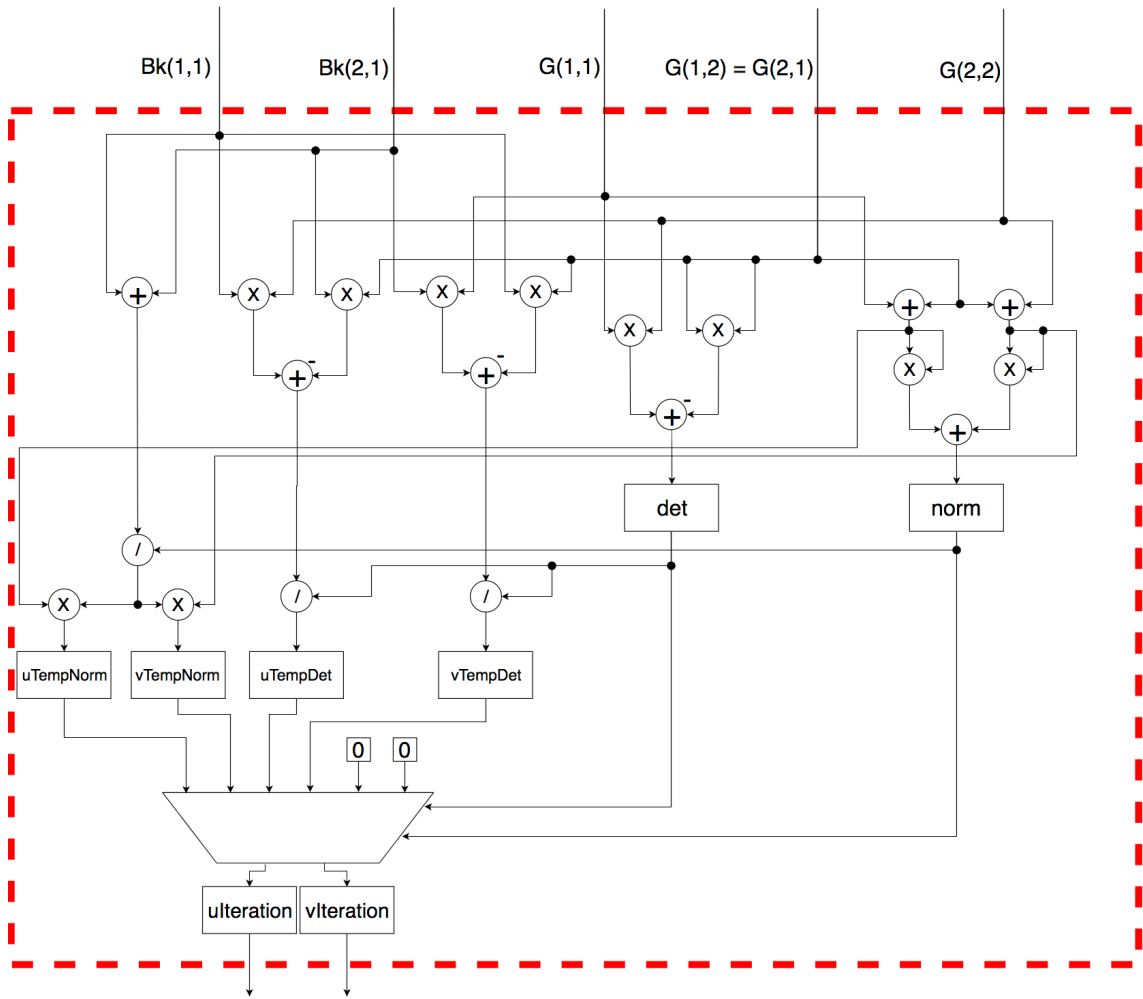 Bk(1,1)
Bk(2,1)
G(1,1)
G(1,2) = G(2,1)
G(2,2)
+
X
X
X
X
+
+
X
X
X
X
+ -
+ -
+ -
+
det
norm
/
/
/
X
X
uTempNorm
vTempNorm
uTempDet
vTempDet
0
0
uIteration
vIteration